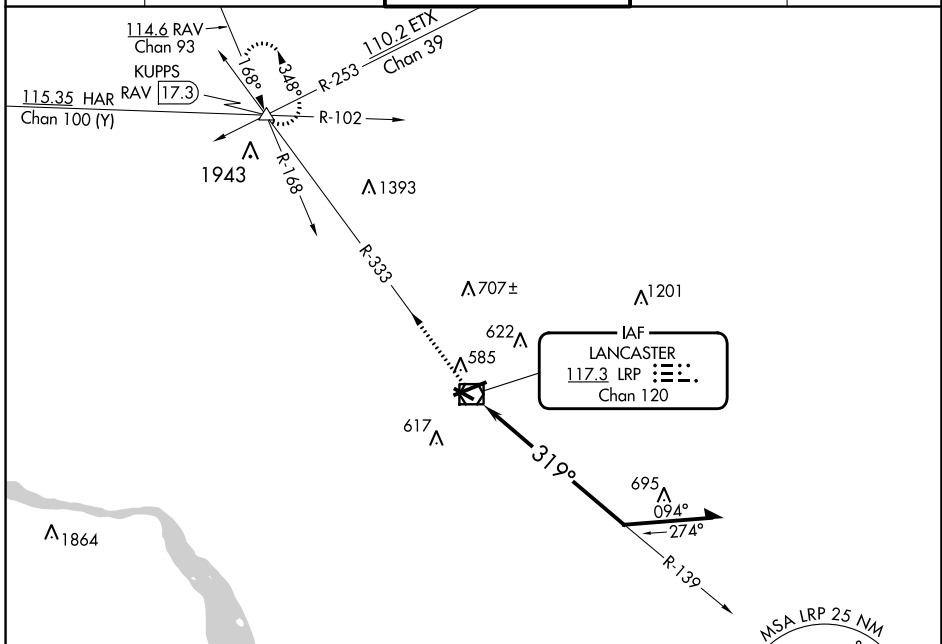 114.6 RAV
Chan 93
110.2 ETX
Chan 39
KUPPS
RAV 17.3
168°
348°
R-253
115.35 HAR
Chan 100 (Y)
R-102
1943
R-168
1393
R-333
707±
1201
622
IAF
LANCASTER
117.3 LRP
Chan 120
585
617
319°
695
094°
274°
1864
R-139
MSA LRP 25 NM